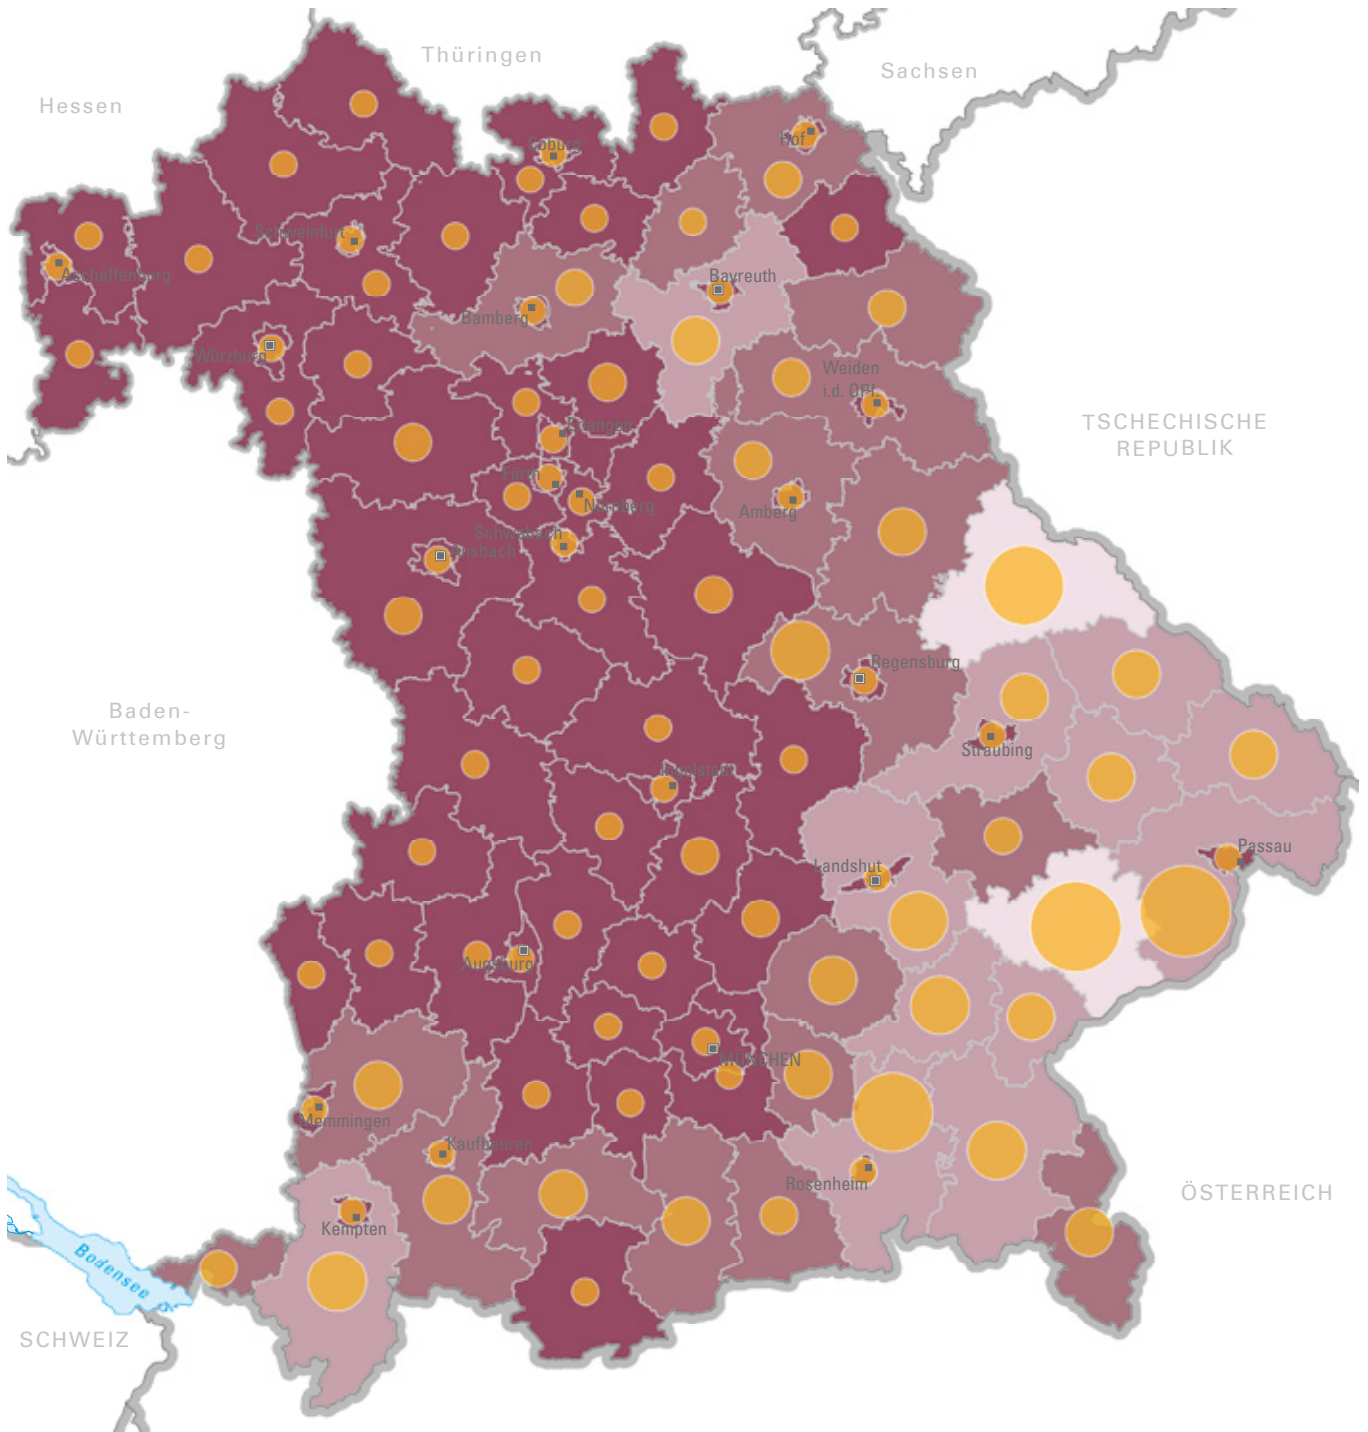 Thüringen
Sachsen
Hessen
Hof
Coburg
Schweinfurt
Aschaffenburg
Bayreuth
Bamberg
Würzburg
Weiden
i.d. OPf.
Erlangen
TSCHECHISCHE
REPUBLIK
Fürth
Nürnberg
Amberg
Schwabach
Ansbach
Regensburg
Baden-
Württemberg
Straubing
Ingolstadt
Passau
Landshut
Augsburg
MÜNCHEN
Memmingen
Kaufbeuren
Rosenheim
ÖSTERREICH
Kempten
Bodensee
SCHWEIZ